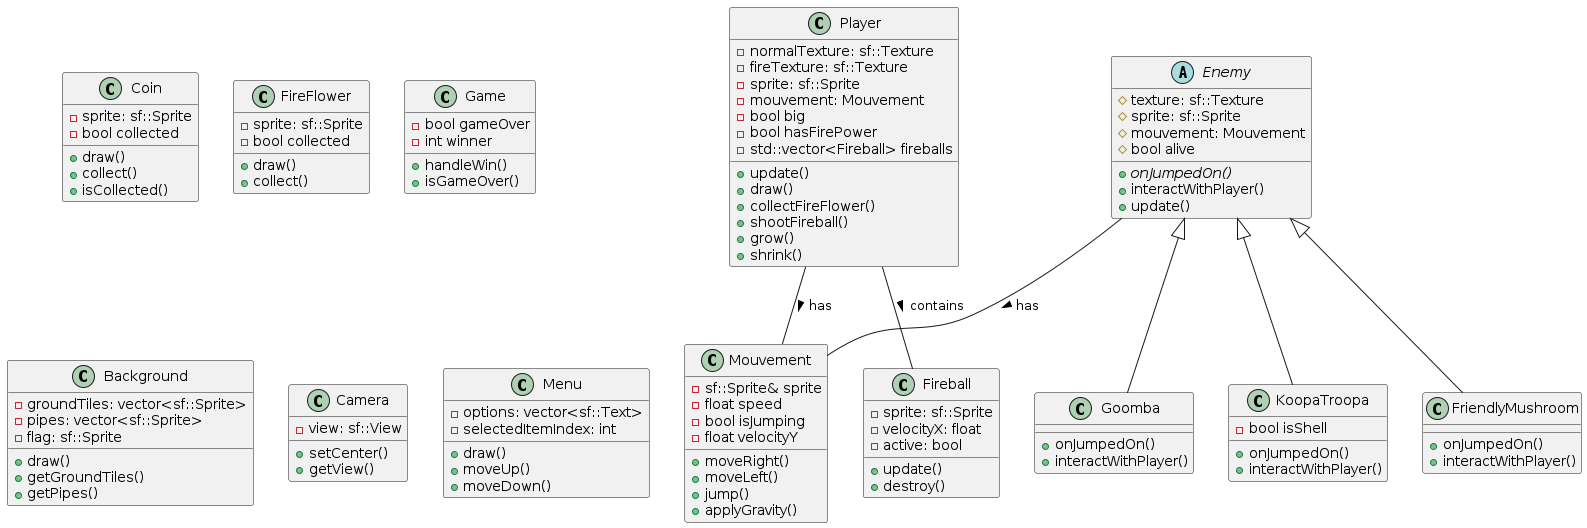 C Coin
sprite: sf::Sprite
bool collected
draw()
collect()
isCollected()
C FireFlower
sprite: sf::Sprite
bool collected
draw()
collect()
C Game
bool gameOver
int winner
handleWin()
isGameOver()
C Player
normalTexture: sf::Texture
fireTexture: sf::Texture
sprite: sf::Sprite
mouvement: Mouvement
bool big
bool hasFirePower
std::vector<Fireball> fireballs
update()
draw()
collectFireFlower()
shootFireball()
grow()
shrink()
A Enemy
texture: sf::Texture
sprite: sf::Sprite
mouvement: Mouvement
bool alive
onJumpedOn()
interactWithPlayer()
update()
has
contains
has
C Background
groundTiles: vector<sf::Sprite>
pipes: vector<sf::Sprite>
flag: sf::Sprite
draw()
getGroundTiles()
getPipes()
C Camera
view: sf::View
setCenter()
getView()
C Menu
options: vector<sf::Text>
selectedItemIndex: int
draw()
moveUp()
moveDown()
C Mouvement
sf::Sprite& sprite
float speed
bool isJumping
float velocityY
moveRight()
moveLeft()
jump()
applyGravity()
C Fireball
sprite: sf::Sprite
velocityX: float
active: bool
update()
destroy()
C Goomba
onJumpedOn()
interactWithPlayer()
C KoopaTroopa
bool isShell
onJumpedOn()
interactWithPlayer()
C FriendlyMushroom
onJumpedOn()
interactWithPlayer()